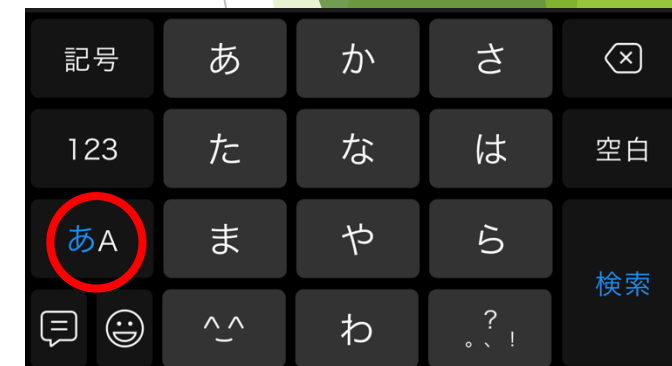 記号 あ か さ
123 た な は 空白
あA ま や ら 検索
^_^ わ 。、?!